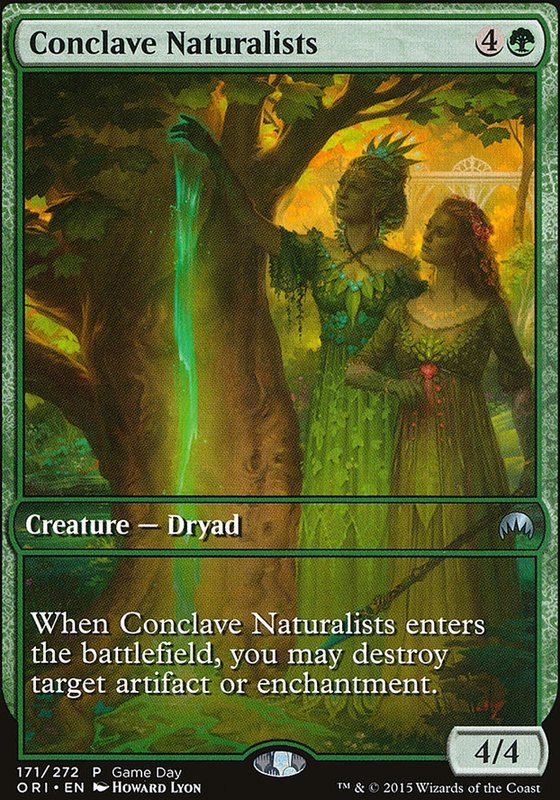 Conclave Naturalists 4
Creature — Dryad
When Conclave Naturalists enters
the battlefield, you may destroy
target artifact or enchantment.
4/4
171/272 P Game Day
ORI • EN Howard Lyon
™ & © 2015 Wizards of the Coast